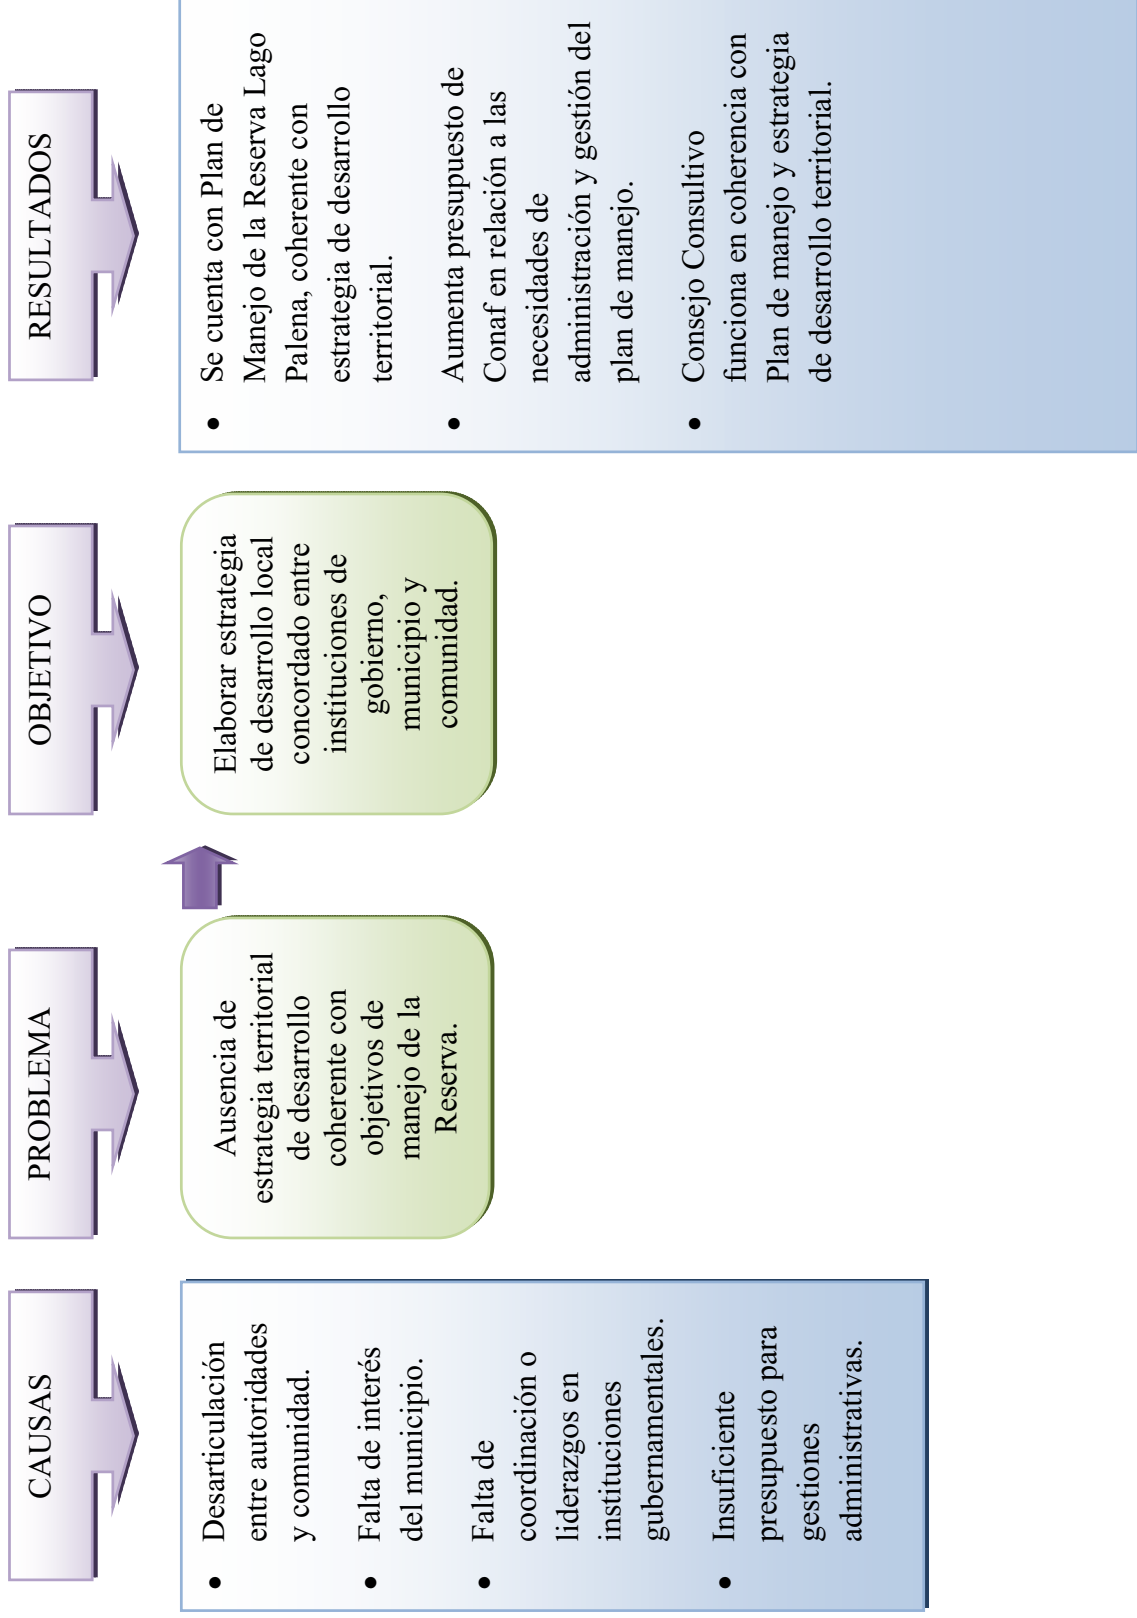 CAUSAS
Desarticulación
entre autoridades
y comunidad.
Falta de interés
del municipio.
Falta de
coordinación o
liderazgos en
instituciones
gubernamentales.
Insuficiente
presupuesto para
gestiones
administrativas.
PROBLEMA
Ausencia de
estrategia territorial
de desarrollo
coherente con
objetivos de
manejo de la
Reserva.
OBJETIVO
Elaborar estrategia
de desarrollo local
concordado entre
instituciones de
gobierno,
municipio y
comunidad.
RESULTADOS
Se cuenta con Plan de
Manejo de la Reserva Lago
Palena, coherente con
estrategia de desarrollo
territorial.
Aumenta presupuesto de
Conaf en relación a las
necesidades de
administración y gestión del
plan de manejo.
Consejo Consultivo
funciona en coherencia con
Plan de manejo y estrategia
de desarrollo territorial.